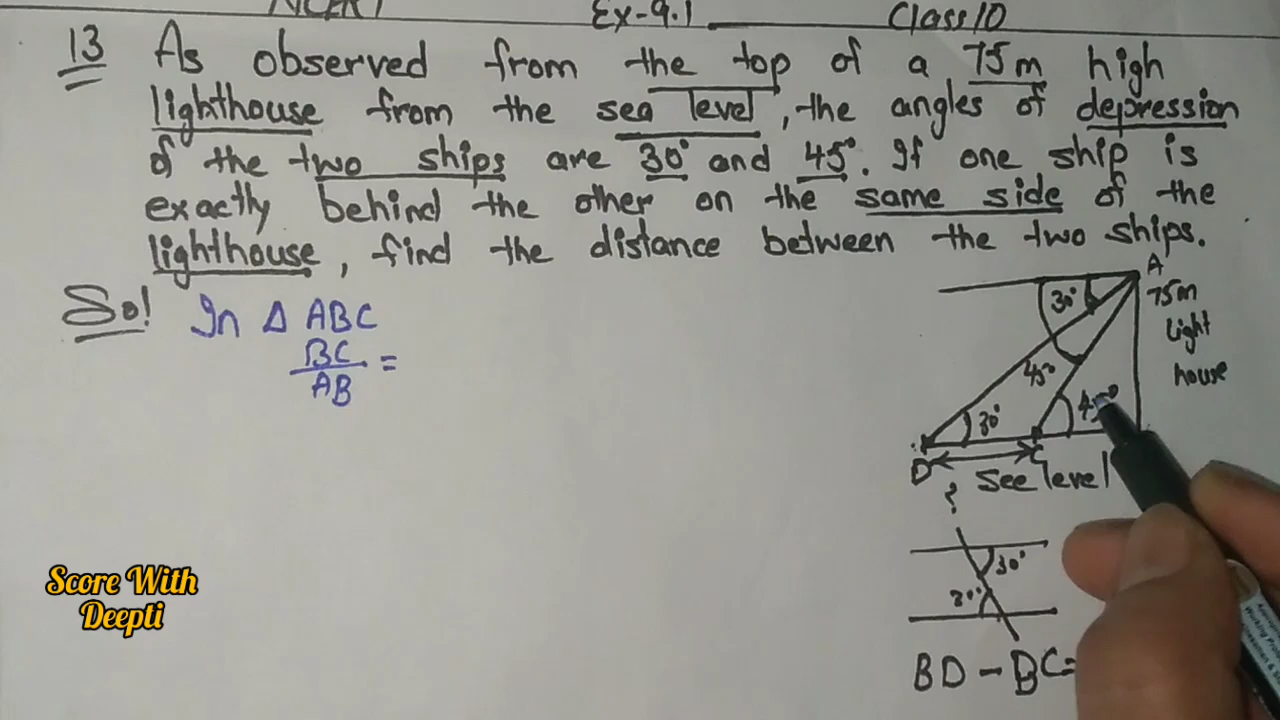 NCERT Ex-9.1 Class 10
13 As observed from the top of a 75m high
lighthouse from the sea level, the angles of depression
of the two ships are 30° and 45°. If one ship is
exactly behind the other on the same side of the
lighthouse, find the distance between the two ships.
Sol In Δ ABC
BC/AB =
A
30°
75m
light
house
45°
30°
45°
D
C
?
See level
30°
30°
BD - BC=
Score With
Deepti